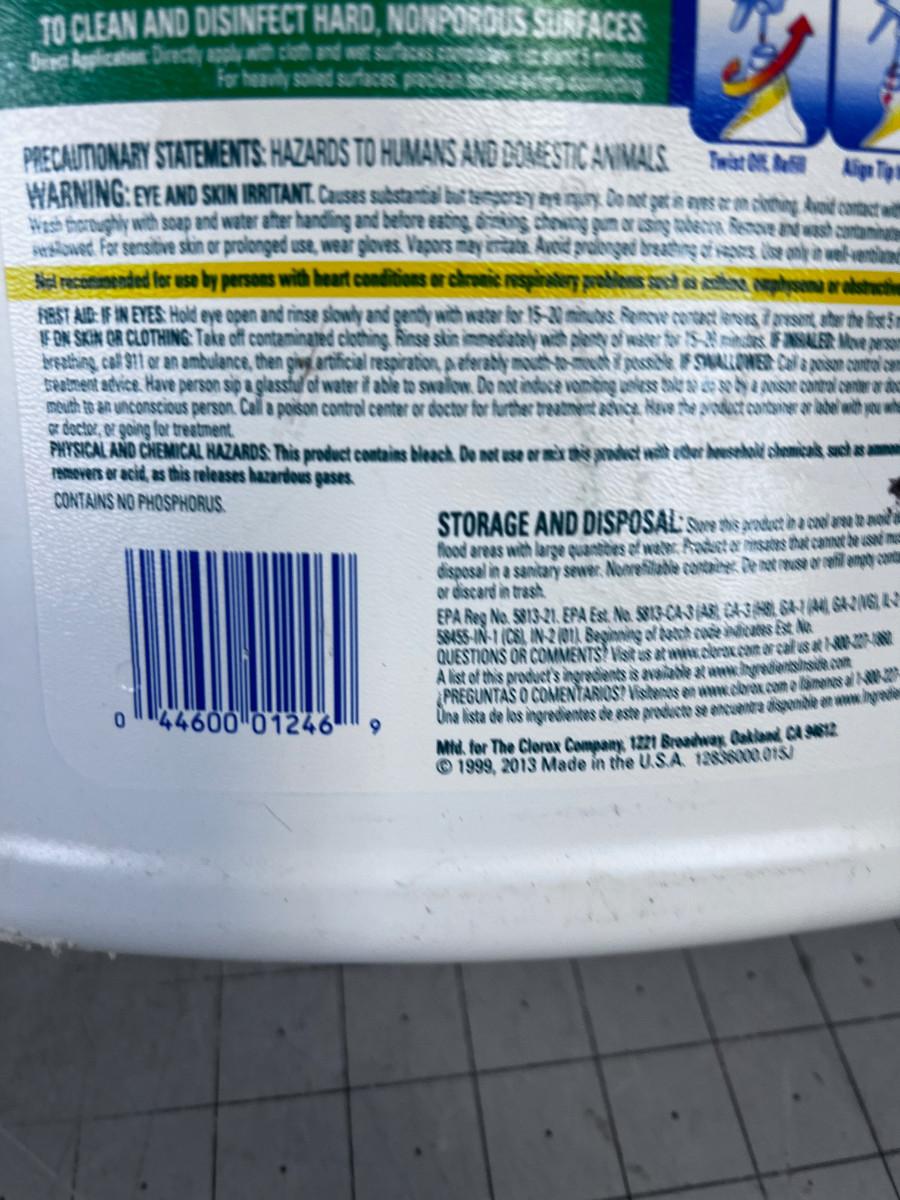 TO CLEAN AND DISINFECT HARD, NONPOROUS SURFACES:
Direct Application: Directly apply with cloth and wet surfaces minutes.
For heavily soiled surfaces, preclean disinfecting
Twist Off, Refill
Align Tip
PRECAUTIONARY STATEMENTS: HAZARDS TO HUMANS AND DOMESTIC ANIMALS.
WARNING: EYE AND SKIN IRRITANT. Causes substantial but temporary eye injury. Do not get in eyes or on clothing. Avoid contact with
Wash thoroughly with soap and water after handling and before eating, drinking, chewing gum or using tobacco. Remove and wash contaminate
swallowed. For sensitive skin or prolonged use, wear gloves. Vapors may irritate. Avoid prolonged breathing of vapors. Use only in well-ventilated
Not recommended for use by persons with heart conditions or chronic respiratory problems such as asthma, emphysema or obstructive
FIRST AID: IF IN EYES: Hold eye open and rinse slowly and gently with water for 15–20 minutes. Remove contact lenses, if present, after the first 5 m
IF ON SKIN OR CLOTHING: Take off contaminated clothing. Rinse skin immediately with plenty of water for 15–20 minutes. IF INHALED: Move person
breathing, call 911 or an ambulance, then give artificial respiration, preferably mouth-to-mouth if possible. IF SWALLOWED: Call a poison control cen
treatment advice. Have person sip a glassful of water if able to swallow. Do not induce vomiting unless told to do so by a poison control center or doc
mouth to an unconscious person. Call a poison control center or doctor for further treatment advice. Have the product container or label with you whe
or doctor, or going for treatment.
PHYSICAL AND CHEMICAL HAZARDS: This product contains bleach. Do not use or mix this product with other household chemicals, such as ammon
removers or acid, as this releases hazardous gases.
CONTAINS NO PHOSPHORUS.
STORAGE AND DISPOSAL: Store this product in a cool area to avoid
flood areas with large quantities of water. Product or rinsates that cannot be used mu
disposal in a sanitary sewer. Nonrefillable container. Do not reuse or refill empty conta
or discard in trash.
EPA Reg No. 5813-21. EPA Est. No. 5813-CA-3 (A8), CA-3 (H8), GA-1 (A4), GA-2 (VG), IL-2
58455-IN-1 (C8), IN-2 (01). Beginning of batch code indicates Est. No.
QUESTIONS OR COMMENTS? Visit us at www.clorox.com or call us at 1-800-227-1860.
A list of this product's ingredients is available at www.IngredientsInside.com
¿PREGUNTAS O COMENTARIOS? Visítenos en www.clorox.com o llámenos al 1-800-227-
Una lista de los ingredientes de este producto se encuentra disponible en www.Ingredie
Mfd. for The Clorox Company, 1221 Broadway, Oakland, CA 94612.
© 1999, 2013 Made in the U.S.A. 12836000.015J
0 44600 01246 9